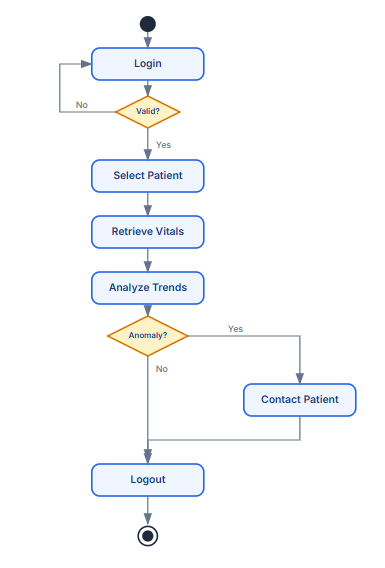 Login
Valid?
No
Yes
Select Patient
Retrieve Vitals
Analyze Trends
Anomaly?
Yes
No
Contact Patient
Logout